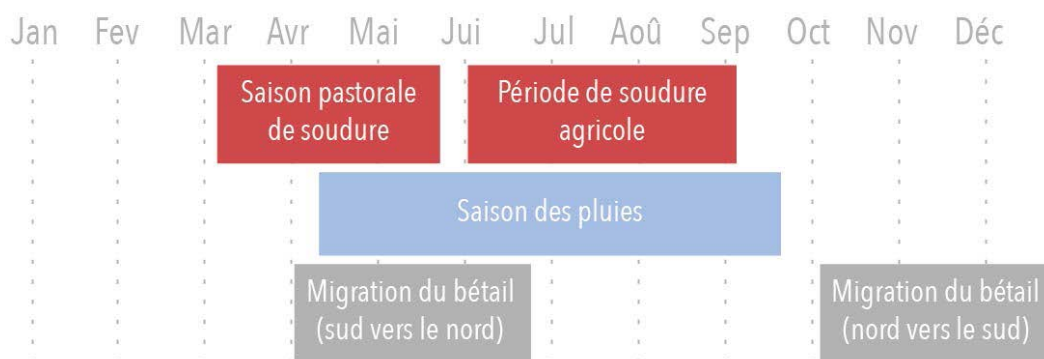 Jan Fev Mar Avr Mai Jui Jul Aoû Sep Oct Nov Déc
Saison pastorale
de soudure
Période de soudure
agricole
Saison des pluies
Migration du bétail
(sud vers le nord)
Migration du bétail
(nord vers le sud)